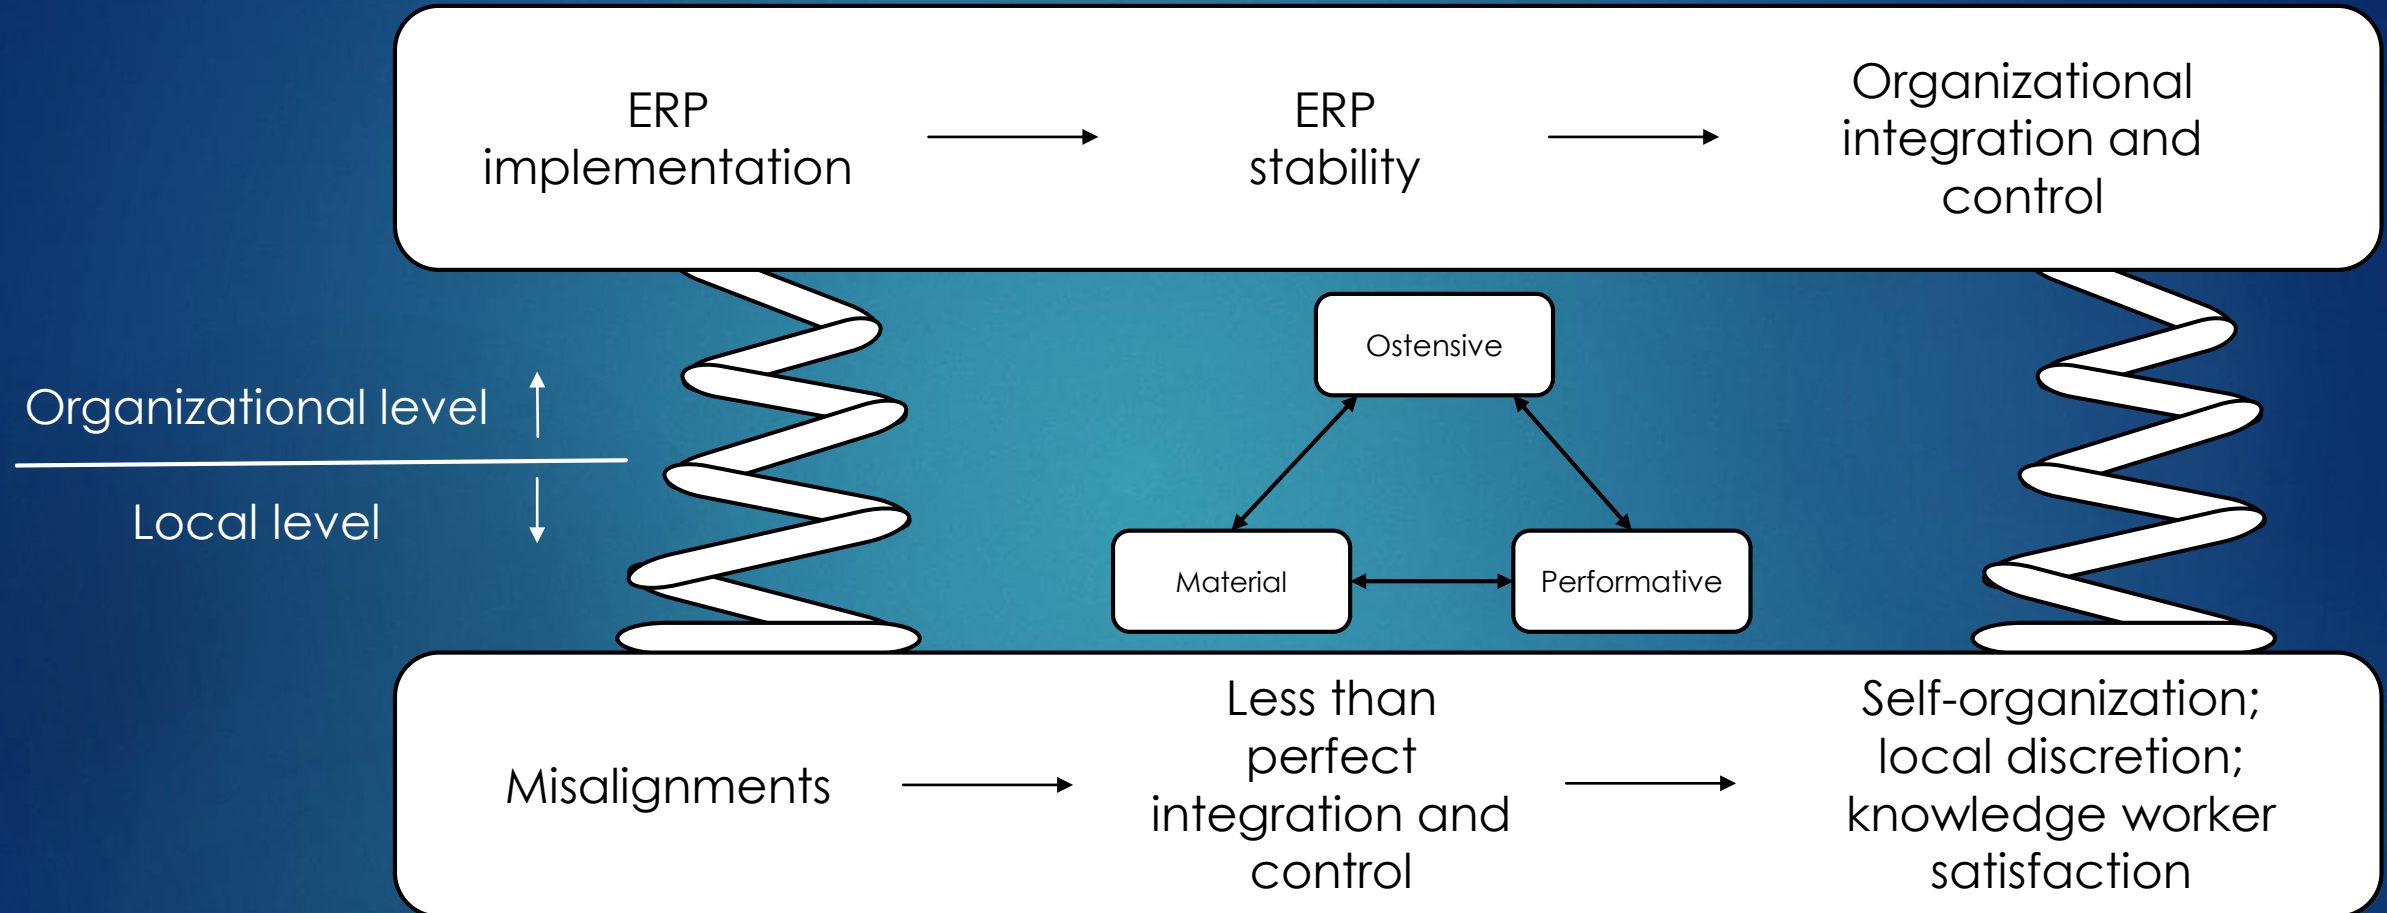 ERP
implementation
ERP
stability
Organizational
integration and
control
Ostensive
Organizational level
Local level
Material
Performative
Misalignments
Less than
perfect
integration and
control
Self-organization;
local discretion;
knowledge worker
satisfaction